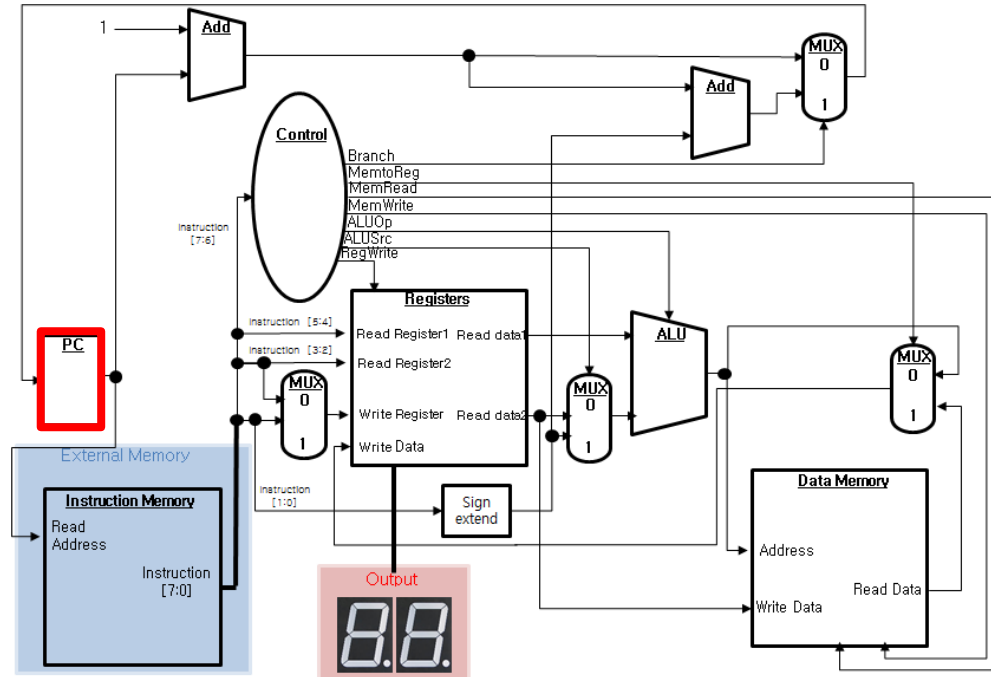 1
Add
MUX
0
1
Add
Control
Branch
MemtoReg
MemRead
MemWrite
ALUOp
ALUSrc
RegWrite
Instruction
[7:6]
Registers
Instruction [5:4]
Read Register1
Read data1
Instruction [3:2]
Read Register2
MUX
0
1
Write Register
Read data2
Write Data
MUX
0
1
ALU
MUX
0
1
PC
External Memory
Instruction Memory
Read
Address
Instruction
[7:0]
Instruction
[1:0]
Sign
extend
Output
Data Memory
Address
Read Data
Write Data